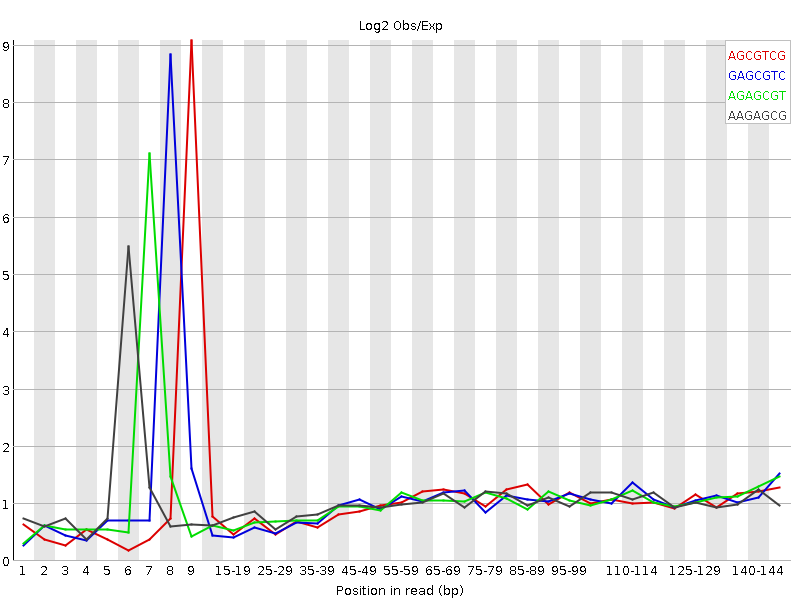 Log2 Obs/Exp
9
8
7
6
5
4
3
2
1
0
AGCGTCG
GAGCGTC
AGAGCGT
AAGAGCG
1 2 3 4 5 6 7 8 9 15-19 25-29 35-39 45-49 55-59 65-69 75-79 85-89 95-99 110-114 125-129 140-144
Position in read (bp)